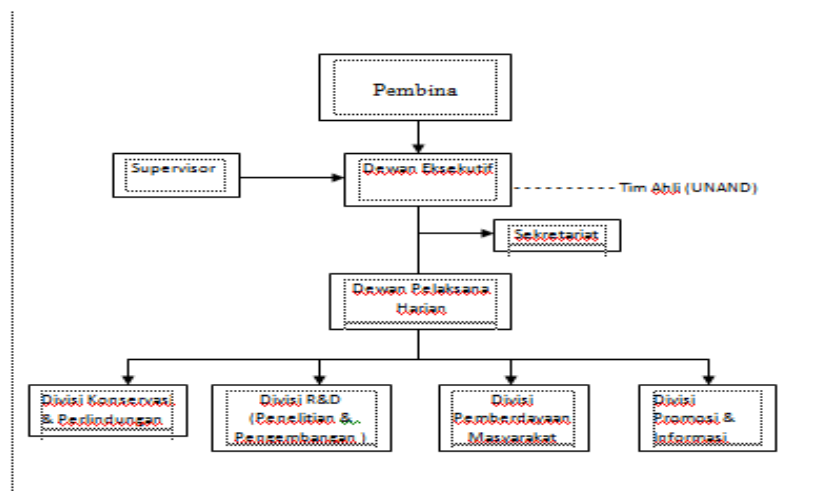 Pembina
Supervisor
Dewan Eksekutif
Tim Ahli (UNAND)
Sekretariat
Dewan Pelaksana
Harian
Divisi Konservasi
& Perlindungan
Divisi R&D
(Penelitian &
Pengembangan )
Divisi
Pemberdayaan
Masyarakat
Divisi
Promosi &
Informasi